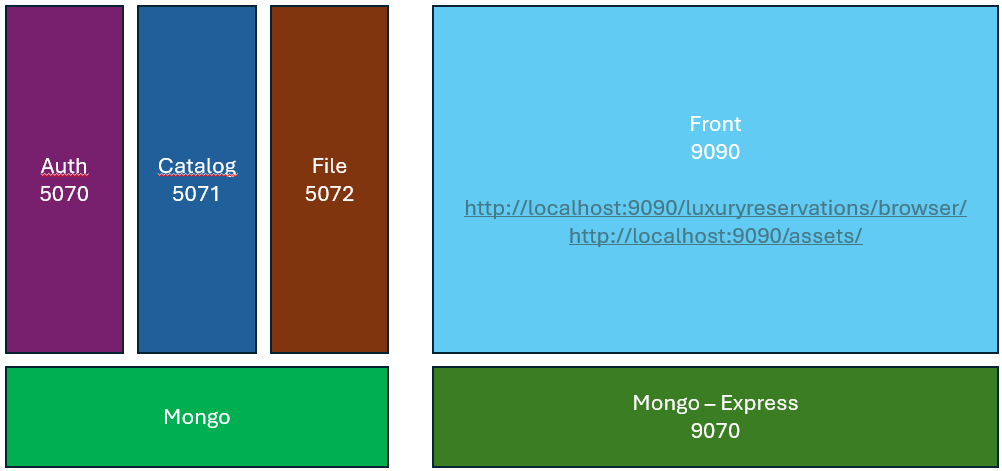 Auth
5070
Catalog
5071
File
5072
Front
9090
http://localhost:9090/luxuryreservations/browser/
http://localhost:9090/assets/
Mongo
Mongo – Express
9070